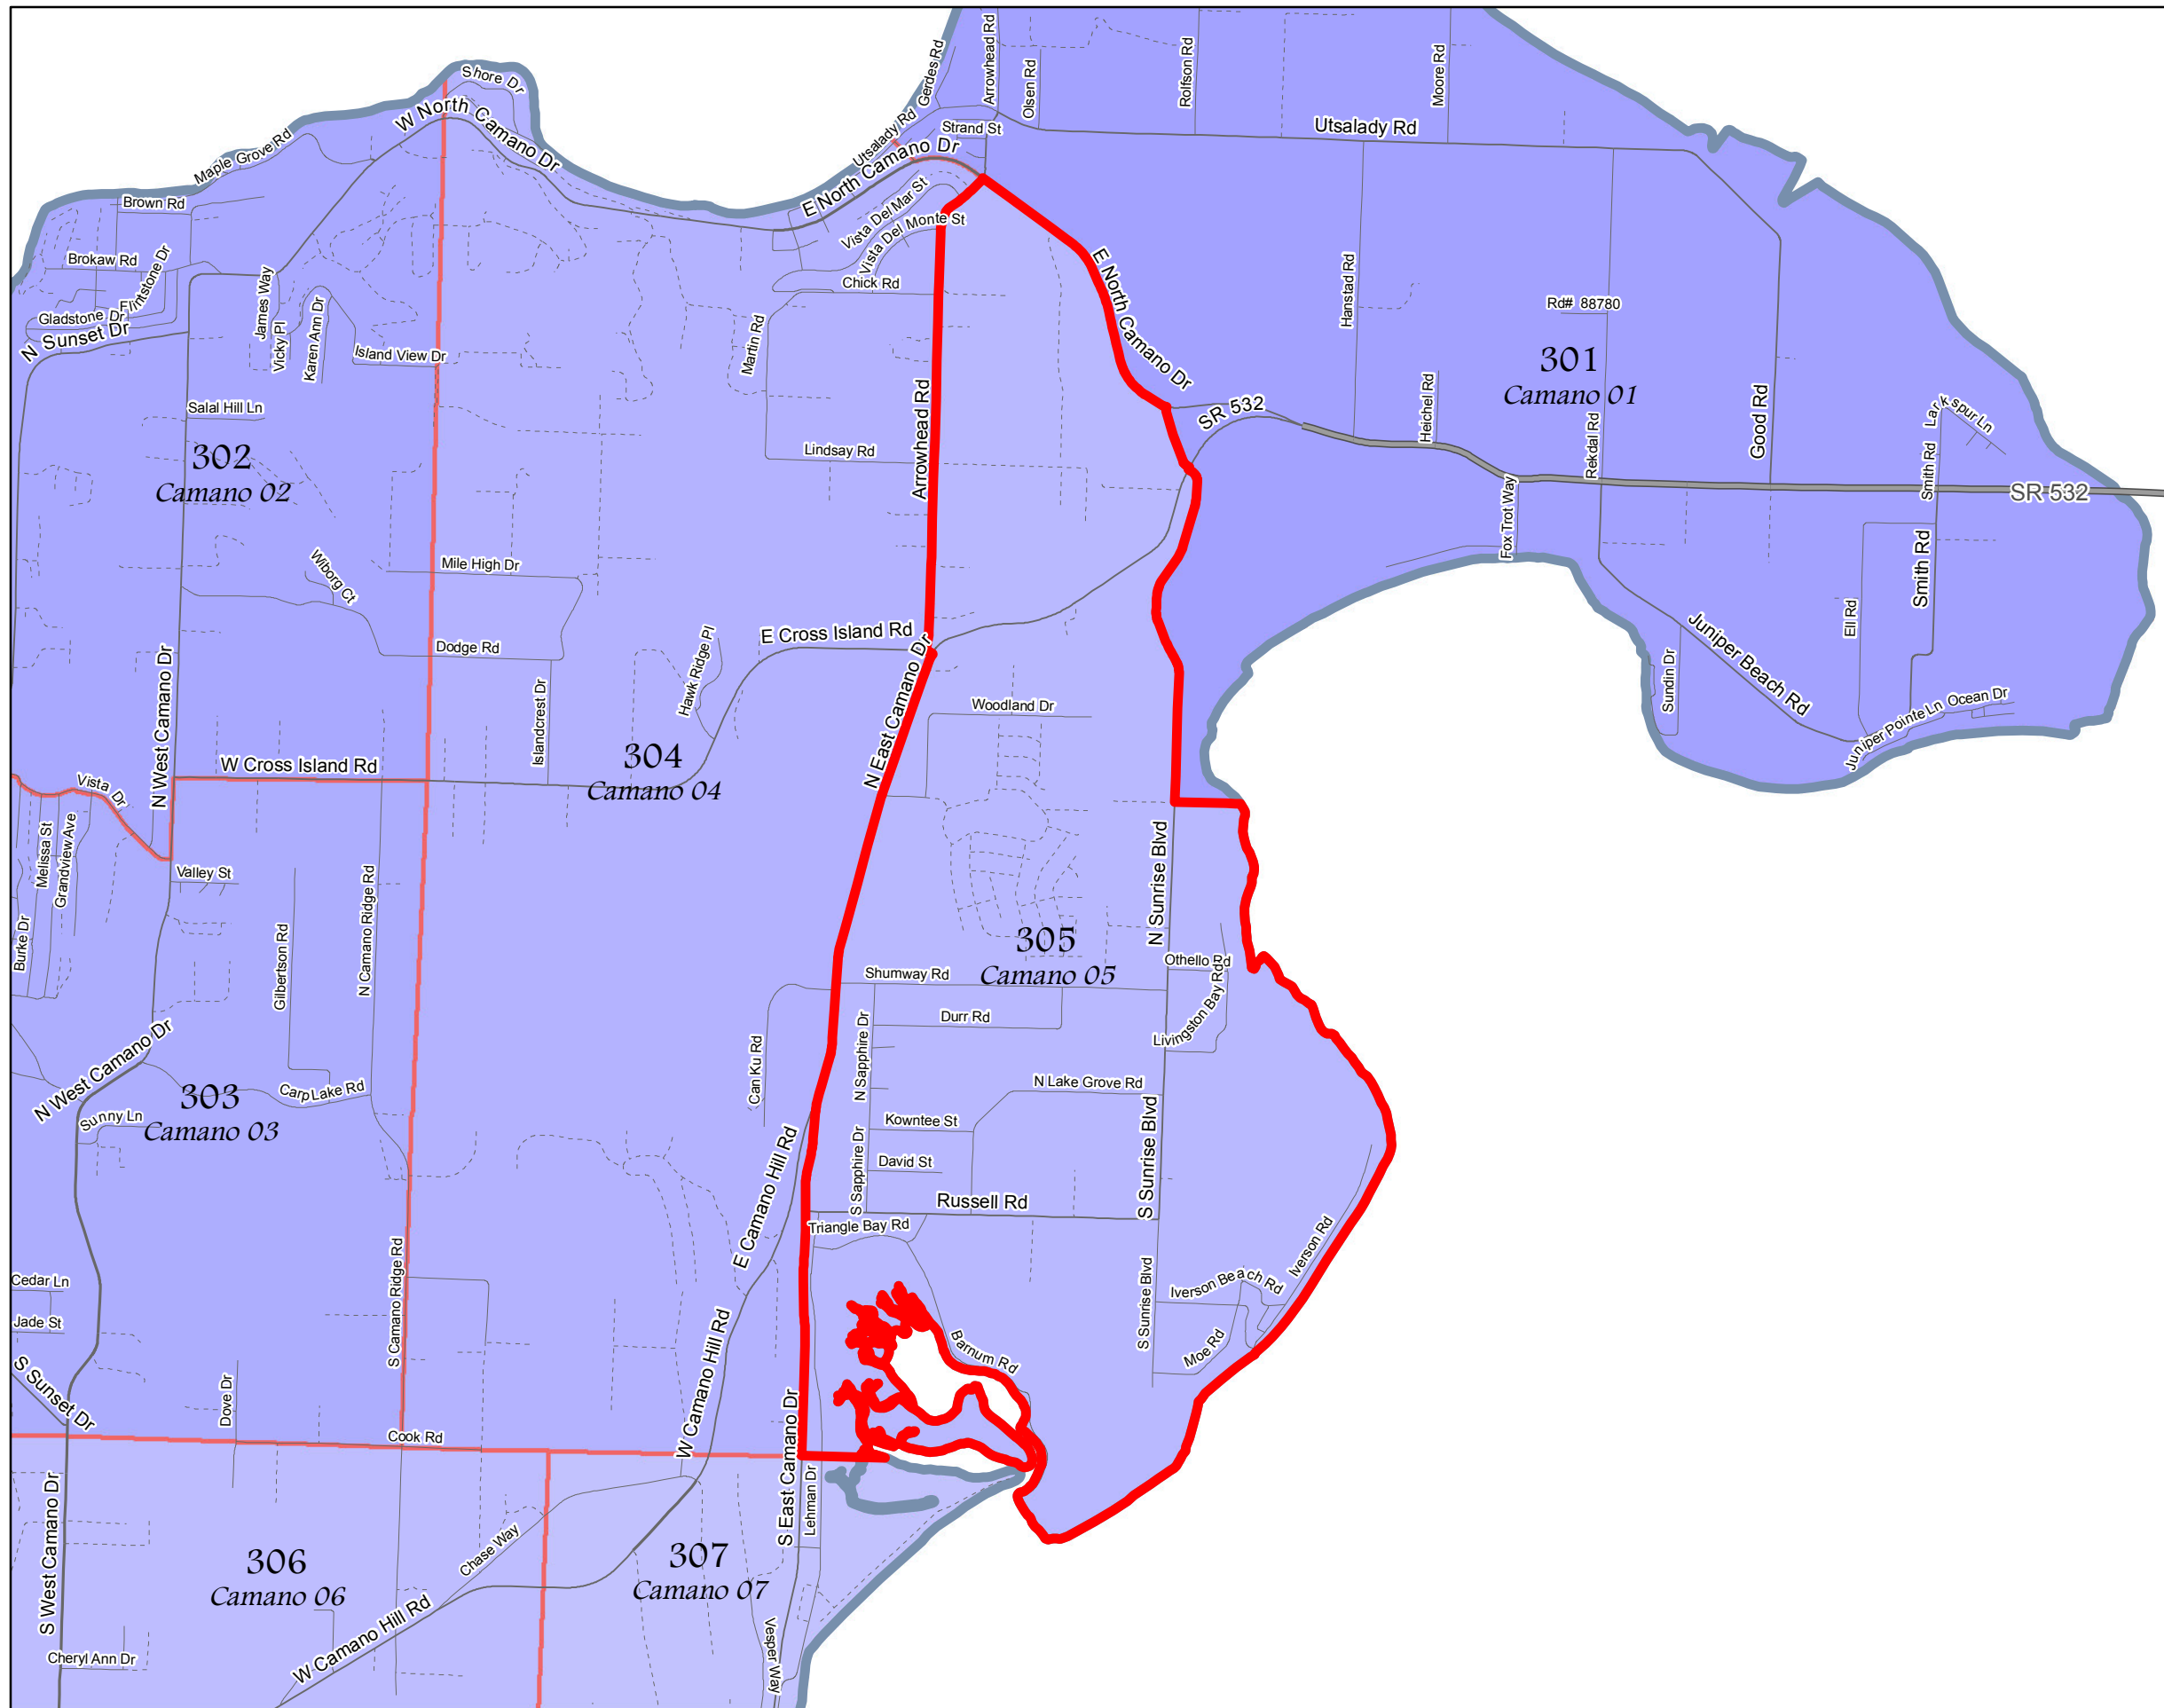 Shore Dr
W North Camano Dr
Maple Grove Rd
Gerdes Rd
Arrowhead Rd
Olsen Rd
Rolfson Rd
Moore Rd
Utsalady Rd
Strand St
Utsalady Rd
E North Camano Dr
Brown Rd
Vista Del Mar St
Vista Del Monte St
Brokaw Rd
Flintstone Dr
Gladstone Dr
N Sunset Dr
James Way
Vicky Pl
Karen Ann Dr
Island View Dr
Martin Rd
Chick Rd
E North Camano Dr
Hanstad Rd
Rd# 88780
301
Camano 01
Heichel Rd
Rekdal Rd
Good Rd
Larkspur Ln
Smith Rd
SR 532
SR 532
Salal Hill Ln
302
Camano 02
Arrowhead Rd
Lindsay Rd
Fox Trot Way
Smith Rd
Ell Rd
Wiborg Ct
Mile High Dr
Dodge Rd
E Cross Island Rd
Hawk Ridge Pl
Islandcrest Dr
N East Camano Dr
Woodland Dr
Juniper Beach Rd
Sundin Dr
Juniper Pointe Ln
Ocean Dr
N West Camano Dr
W Cross Island Rd
304
Camano 04
Vista Dr
Melissa St
Grandview Ave
Burke Dr
Valley St
Gilbertson Rd
N Camano Ridge Rd
N Sunrise Blvd
305
Camano 05
Othello Rd
Livingston Bay Rd
Shumway Rd
Durr Rd
N Sapphire Dr
Can Ku Rd
N Lake Grove Rd
N West Camano Dr
303
Camano 03
Carp Lake Rd
Sunny Ln
Kowntee St
David St
S Sapphire Dr
S Sunrise Blvd
Russell Rd
Triangle Bay Rd
E Camano Hill Rd
S Camano Ridge Rd
Cedar Ln
Jade St
S Sunset Dr
Dove Dr
Cook Rd
W Camano Hill Rd
S East Camano Dr
Barnum Rd
S Sunrise Blvd
Iverson Beach Rd
Iverson Rd
Moe Rd
Lehman Dr
S West Camano Dr
Chase Way
306
Camano 06
307
Camano 07
W Camano Hill Rd
Cheryl Ann Dr
Vesper Way